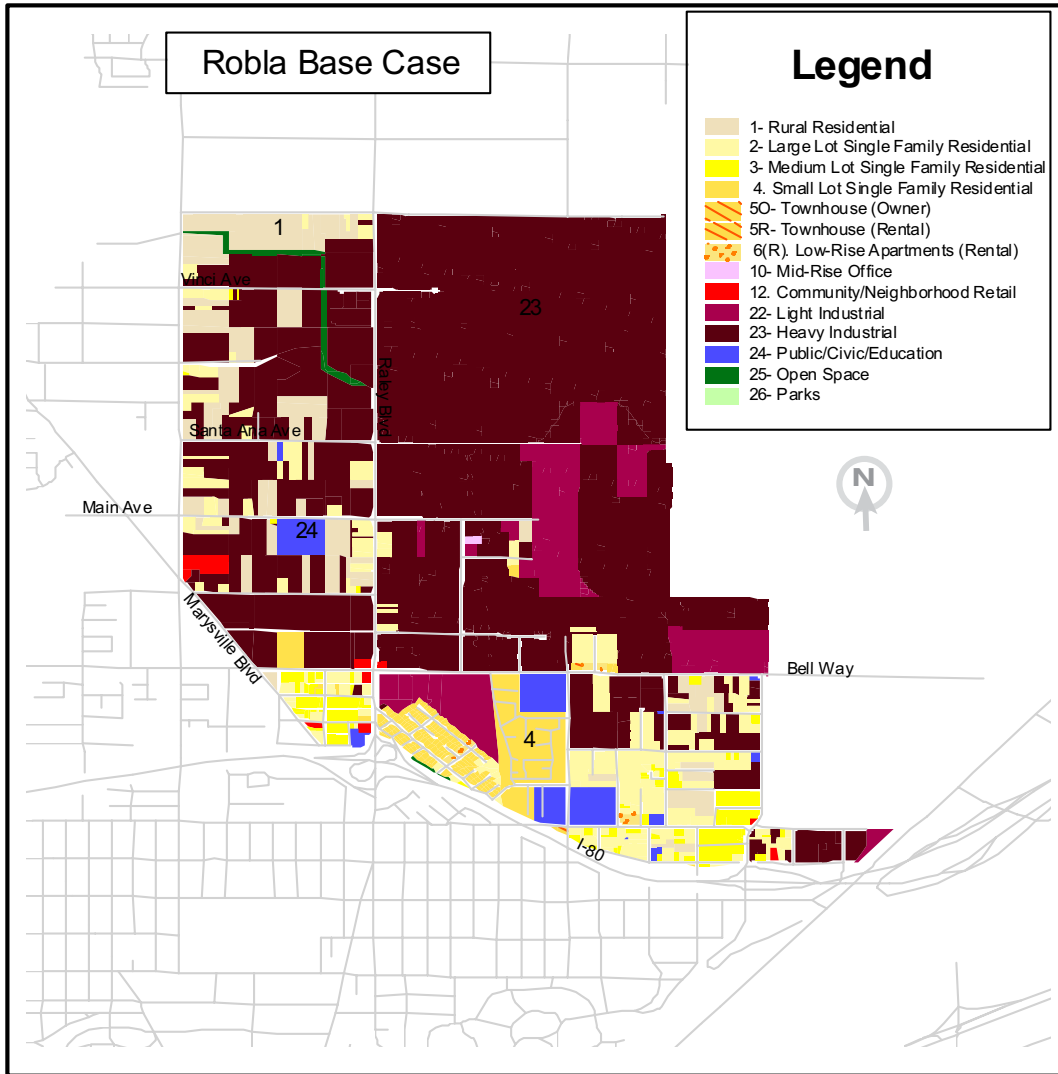 Robla Base Case
Legend
1- Rural Residential
2- Large Lot Single Family Residential
3- Medium Lot Single Family Residential
4. Small Lot Single Family Residential
5O- Townhouse (Owner)
5R- Townhouse (Rental)
6(R). Low-Rise Apartments (Rental)
10- Mid-Rise Office
12. Community/Neighborhood Retail
22- Light Industrial
23- Heavy Industrial
24- Public/Civic/Education
25- Open Space
26- Parks
1
Vinci Ave
23
Raley Blvd
Santa Ana Ave
N
Main Ave
24
Marysville Blvd
Bell Way
4
I-80